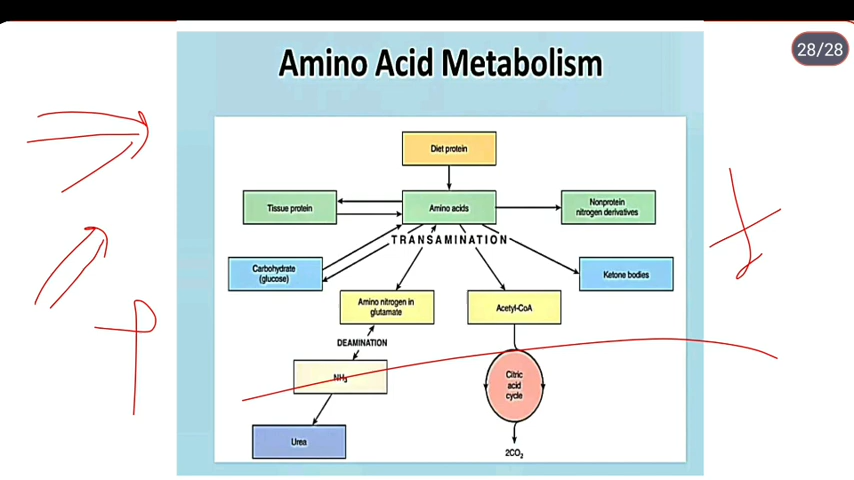 28/28
Amino Acid Metabolism
Diet protein
Tissue protein
Amino acids
Nonprotein
nitrogen derivatives
TRANSAMINATION
Carbohydrate
(glucose)
Ketone bodies
Amino nitrogen in
glutamate
Acetyl-CoA
DEAMINATION
NH₃
Citric
acid
cycle
Urea
2CO₂